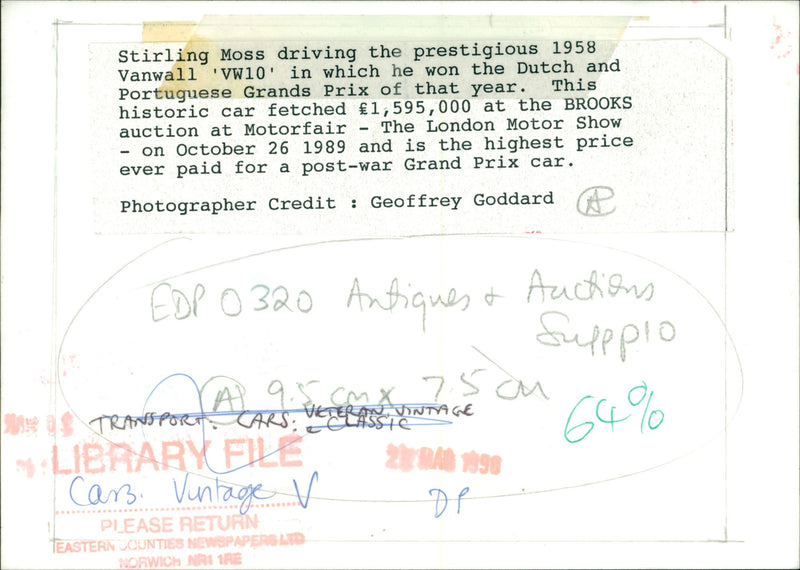 Stirling Moss driving the prestigious 1958
Vanwall 'VW10' in which he won the Dutch and
Portuguese Grands Prix of that year. This
historic car fetched £1,595,000 at the BROOKS
auction at Motorfair - The London Motor Show
- on October 26 1989 and is the highest price
ever paid for a post-war Grand Prix car.
Photographer Credit : Geoffrey Goddard A
EDP 0320 Antiques + Auctions
Supp p10
A 9.5 cm x 7.5 cm
64%
TRANSPORT. CARS: VETERAN, VINTAGE
& CLASSIC
LIBRARY FILE
MAR 1990
Cars. Vintage V
DP
PLEASE RETURN
EASTERN COUNTIES NEWSPAPERS LTD
NORWICH NR1 1RE